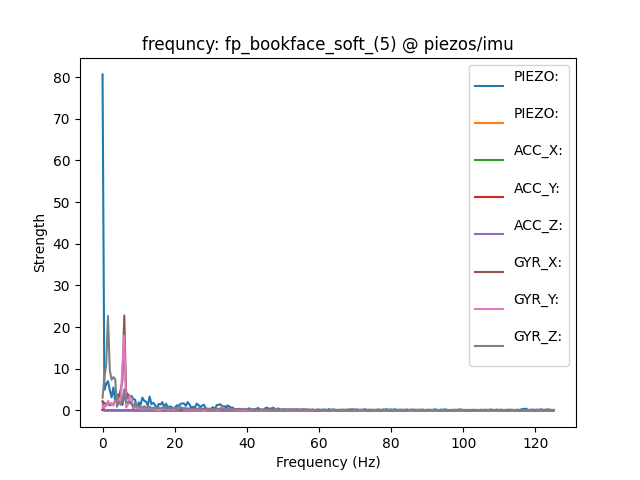 frequncy: fp_bookface_soft_(5) @ piezos/imu
Strength
80
70
60
50
40
30
20
10
0
PIEZO:
PIEZO:
ACC_X:
ACC_Y:
ACC_Z:
GYR_X:
GYR_Y:
GYR_Z:
0 20 40 60 80 100 120
Frequency (Hz)